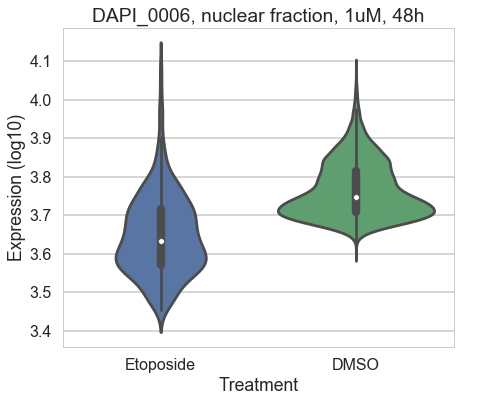 DAPI_0006, nuclear fraction, 1uM, 48h
Expression (log10)
4.1
4.0
3.9
3.8
3.7
3.6
3.5
3.4
Etoposide DMSO
Treatment